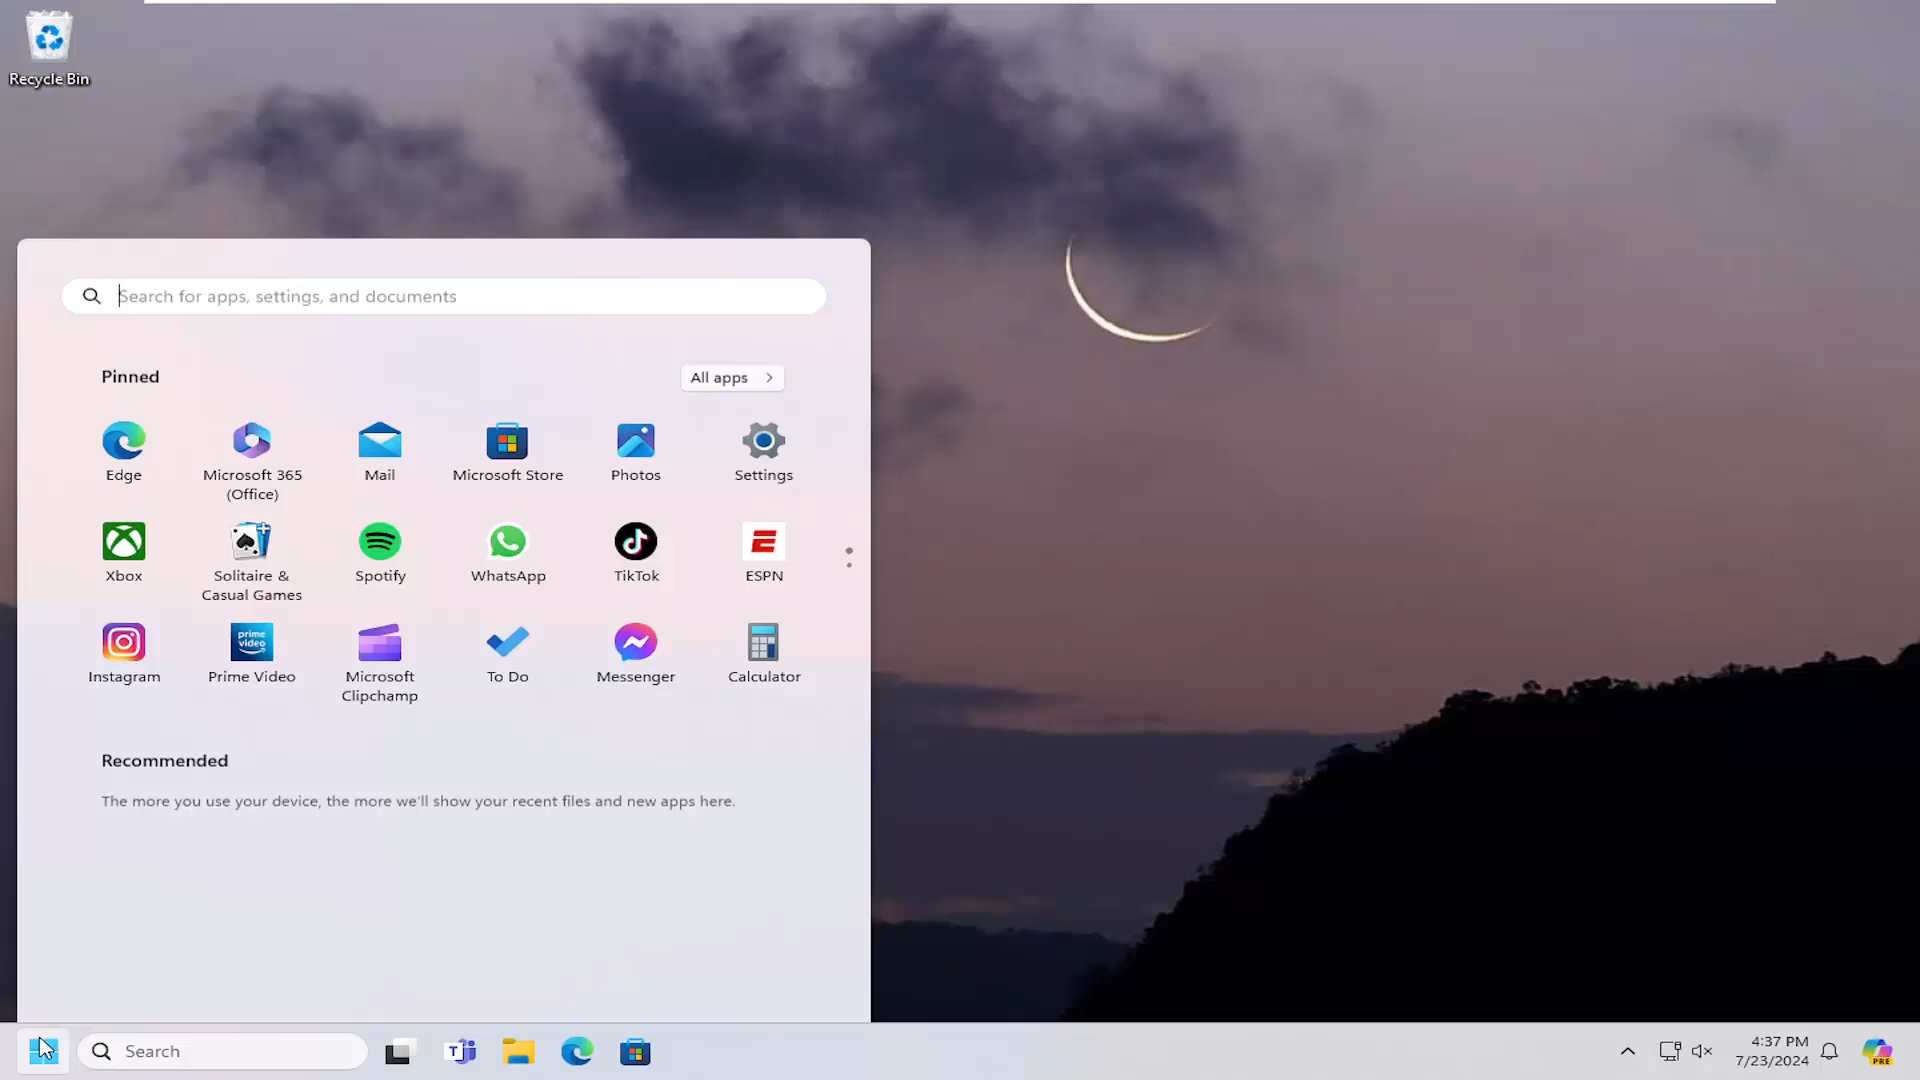 Recycle Bin
Search for apps, settings, and documents
Pinned
All apps
Edge
Microsoft 365
(Office)
Mail
Microsoft Store
Photos
Settings
Xbox
Solitaire &
Casual Games
Spotify
WhatsApp
TikTok
ESPN
prime
video
Instagram
Prime Video
Microsoft
Clipchamp
To Do
Messenger
Calculator
Recommended
The more you use your device, the more we'll show your recent files and new apps here.
Search
4:37 PM
7/23/2024
PRE